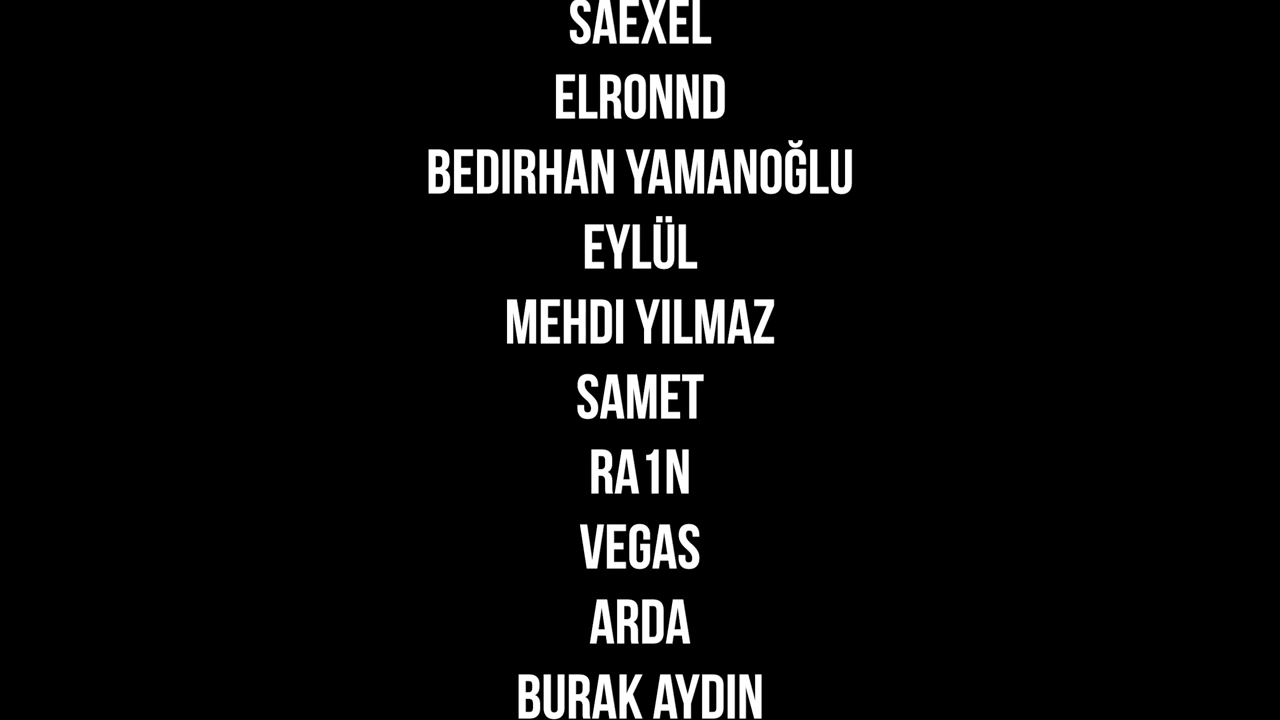 SAEXEL
ELRONND
BEDIRHAN YAMANOĞLU
EYLÜL
MEHDI YILMAZ
SAMET
RA1N
VEGAS
ARDA
BURAK AYDIN